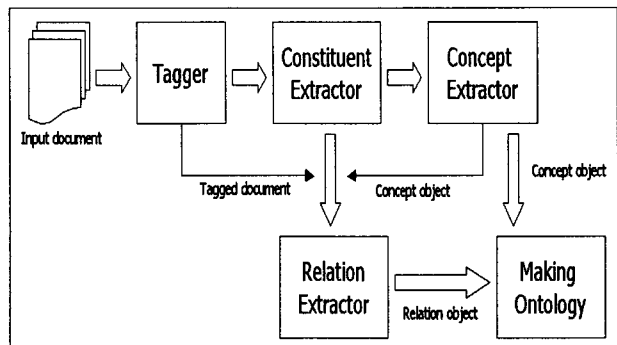 Tagger
Constituent
Extractor
Concept
Extractor
Input document
Tagged document
Concept object
Concept object
Relation
Extractor
Relation object
Making
Ontology